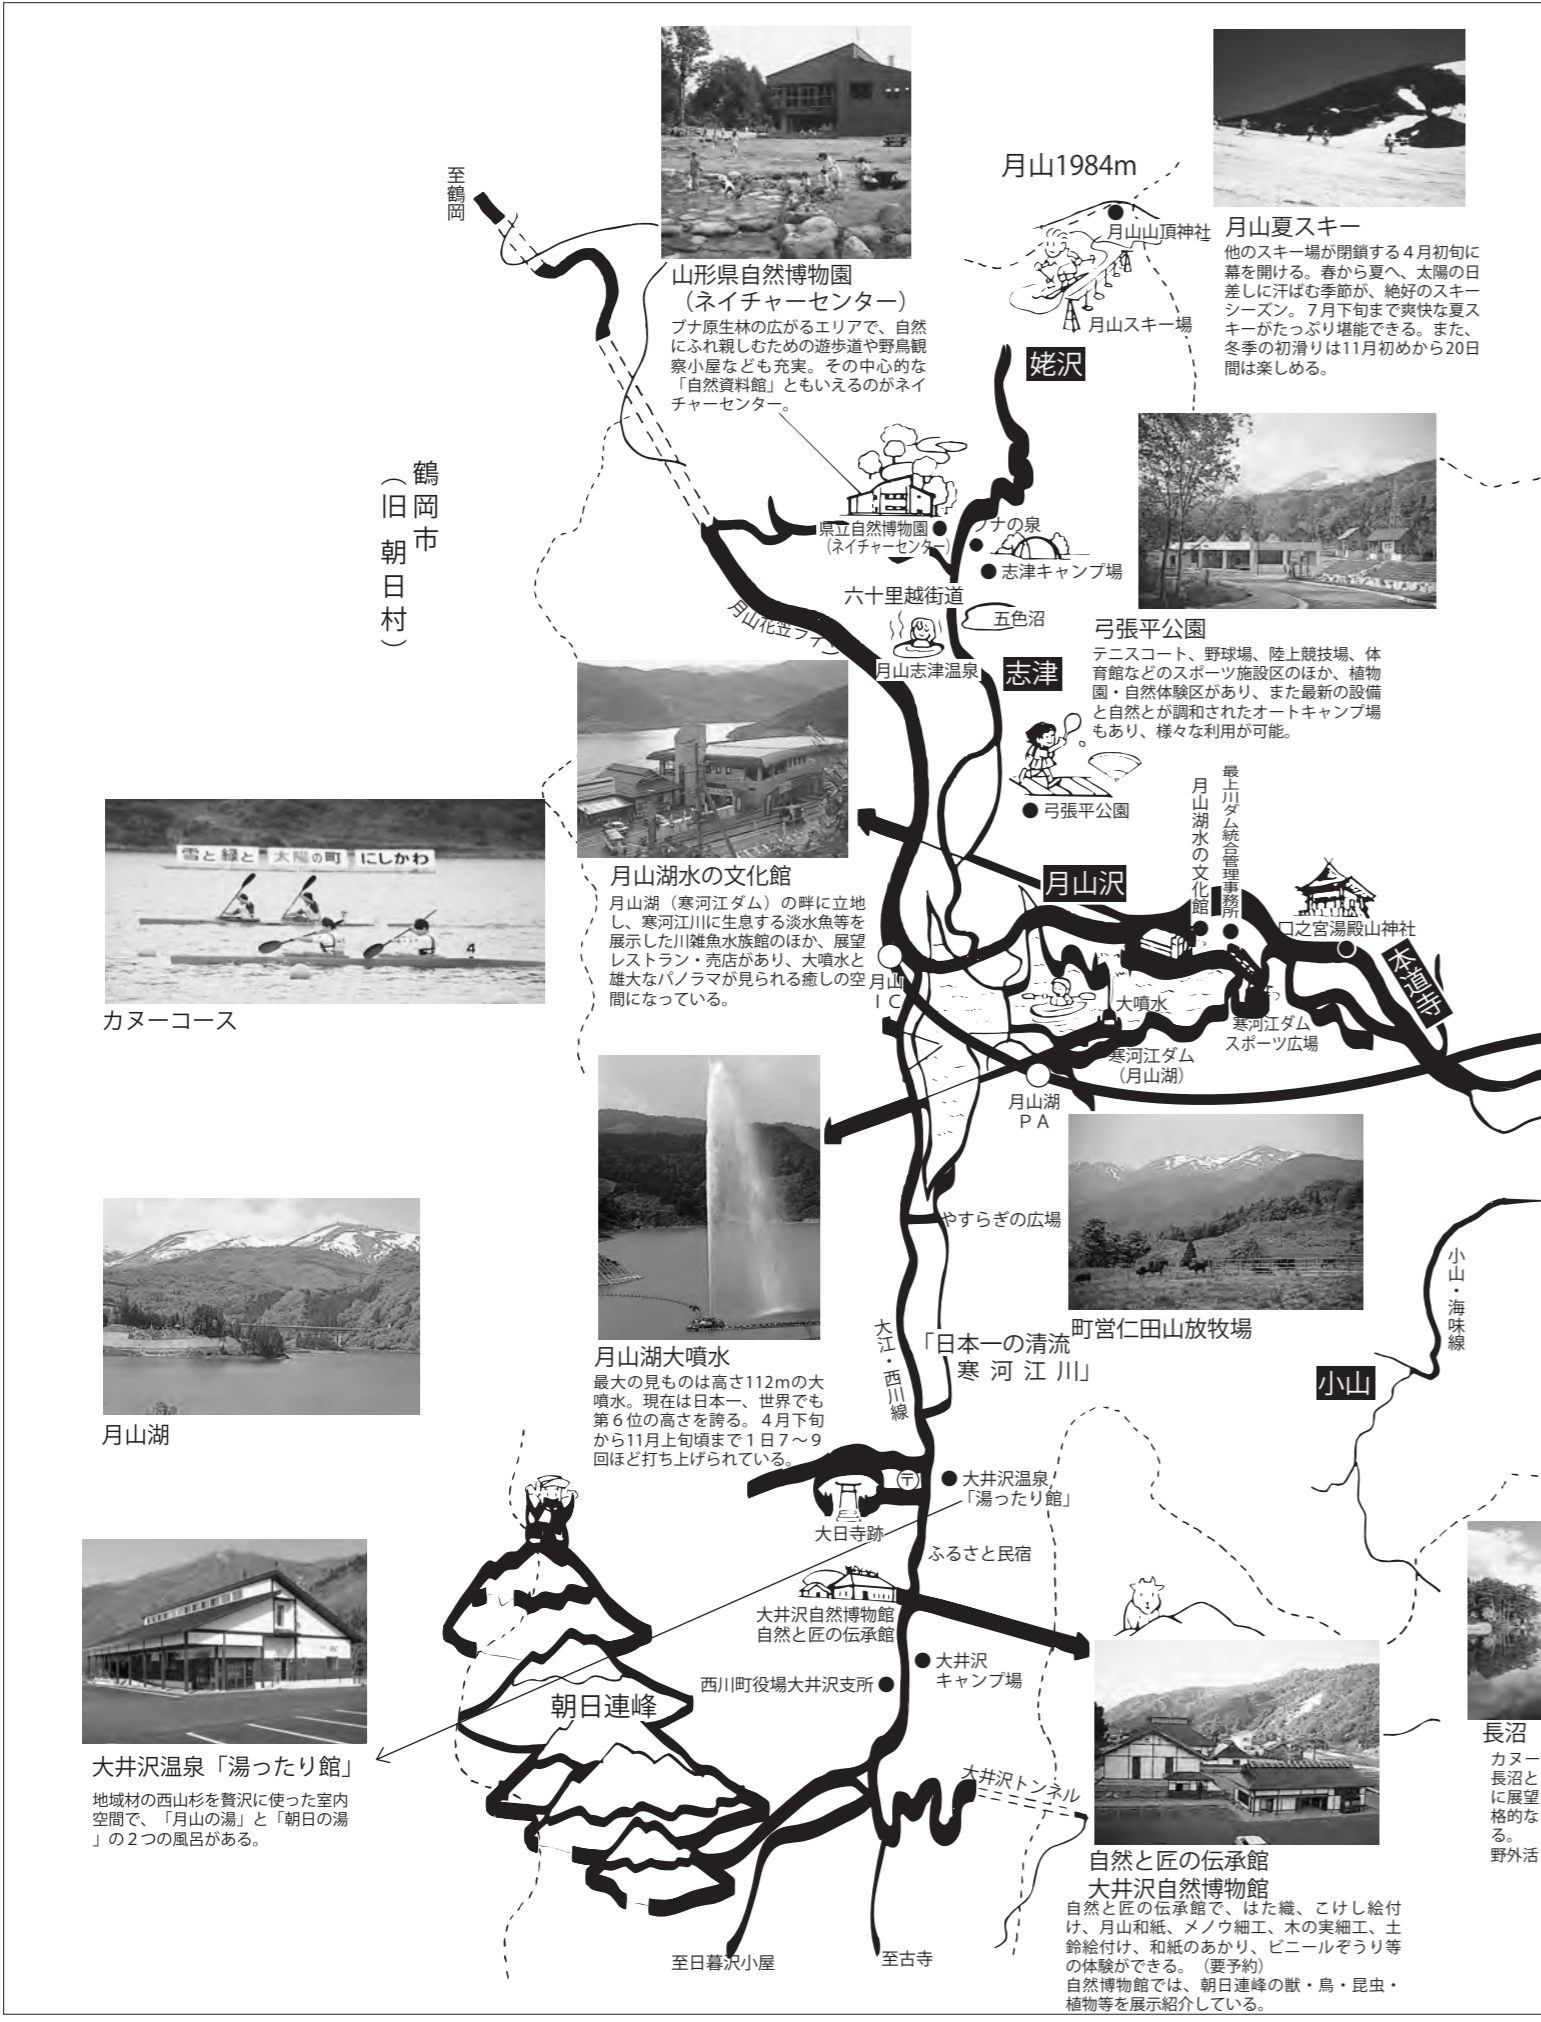 至鶴岡
山形県自然博物園
（ネイチャーセンター）
ブナ原生林の広がるエリアで、自然
にふれ親しむための遊歩道や野鳥観
察小屋なども充実。その中心的な
「自然資料館」ともいえるのがネイ
チャーセンター。
月山1984m
月山山頂神社
月山スキー場
姥沢
月山夏スキー
他のスキー場が閉鎖する４月初旬に
幕を開ける。春から夏へ、太陽の日
差しに汗ばむ季節が、絶好のスキー
シーズン。７月下旬まで爽快な夏ス
キーがたっぷり堪能できる。また、
冬季の初滑りは11月初めから20日
間は楽しめる。
鶴岡市
（旧 朝日村）
県立自然博物園
（ネイチャーセンター）
ブナの泉
志津キャンプ場
六十里越街道
五色沼
月山志津温泉
志津
月山花笠ライン
弓張平公園
テニスコート、野球場、陸上競技場、体
育館などのスポーツ施設区のほか、植物
園・自然体験区があり、また最新の設備
と自然とが調和されたオートキャンプ場
もあり、様々な利用が可能。
弓張平公園
雪と緑と 太陽の町 にしかわ
4
カヌーコース
月山湖水の文化館
月山湖（寒河江ダム）の畔に立地
し、寒河江川に生息する淡水魚等を
展示した川雑魚水族館のほか、展望
レストラン・売店があり、大噴水と
雄大なパノラマが見られる癒しの空
間になっている。
月山沢
月山湖水の文化館
最上川ダム統合管理事務所
口之宮湯殿山神社
本道寺
月山
ＩＣ
大噴水
寒河江ダム
スポーツ広場
寒河江ダム
（月山湖）
月山湖
ＰＡ
やすらぎの広場
町営仁田山放牧場
小山・海味線
小山
月山湖
月山湖大噴水
最大の見ものは高さ112mの大
噴水。現在は日本一、世界でも
第６位の高さを誇る。４月下旬
から11月上旬頃まで１日７～９
回ほど打ち上げられている。
大江・西川線
「日本一の清流
寒河江川」
〒
大井沢温泉
「湯ったり館」
大日寺跡
ふるさと民宿
大井沢自然博物館
自然と匠の伝承館
大井沢
キャンプ場
西川町役場大井沢支所
朝日連峰
大井沢温泉「湯ったり館」
地域材の西山杉を贅沢に使った室内
空間で、「月山の湯」と「朝日の湯
」の２つの風呂がある。
大井沢トンネル
至日暮沢小屋
至古寺
自然と匠の伝承館
大井沢自然博物館
自然と匠の伝承館で、はた織、こけし絵付
け、月山和紙、メノウ細工、木の実細工、土
鈴絵付け、和紙のあかり、ビニールぞうり等
の体験ができる。（要予約）
自然博物館では、朝日連峰の獣・鳥・昆虫・
植物等を展示紹介している。
長沼
カヌー
長沼と
に展望
格的な
る。
野外活